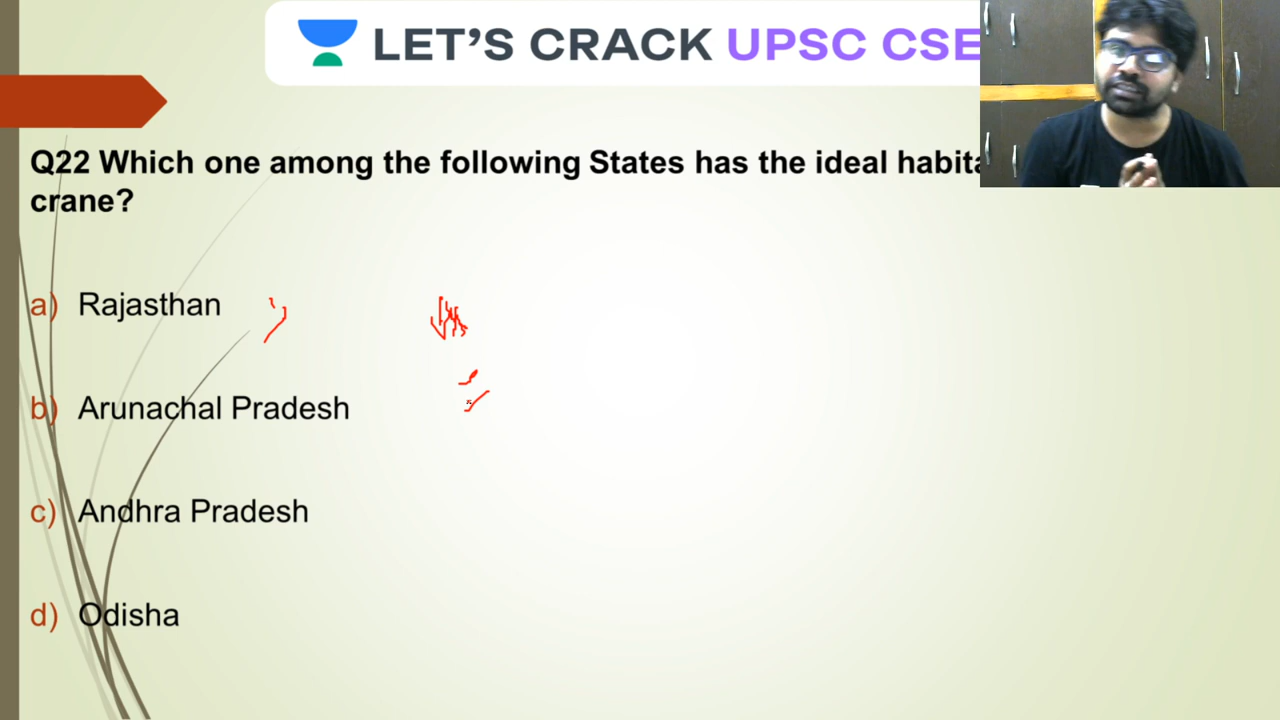 LET'S CRACK UPSC CSE
Q22 Which one among the following States has the ideal
crane?
a) Rajasthan
b) Arunachal Pradesh
c) Andhra Pradesh
d) Odisha